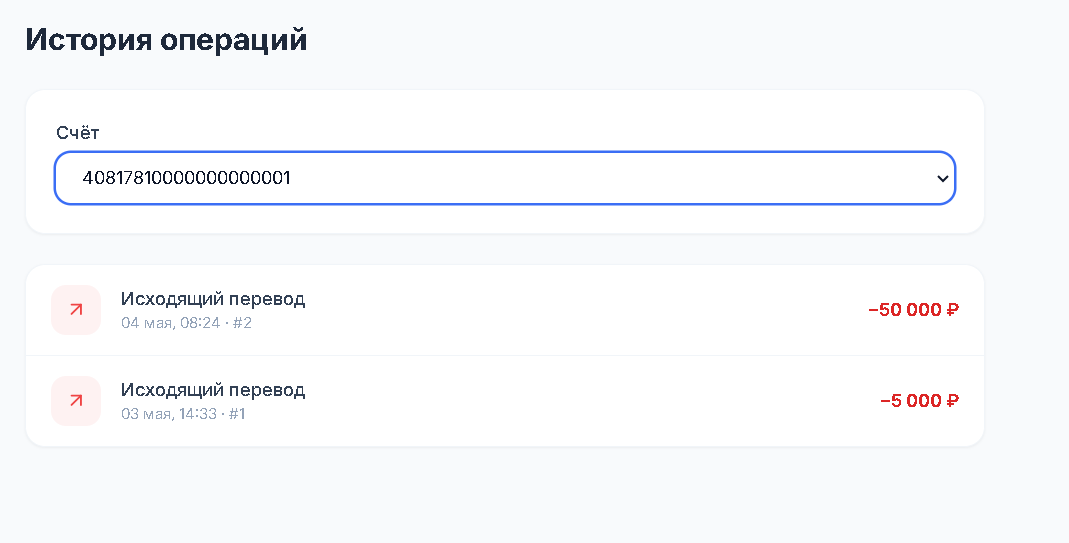 История операций
Счёт
40817810000000000001
Исходящий перевод
−50 000 ₽
04 мая, 08:24 · #2
Исходящий перевод
−5 000 ₽
03 мая, 14:33 · #1